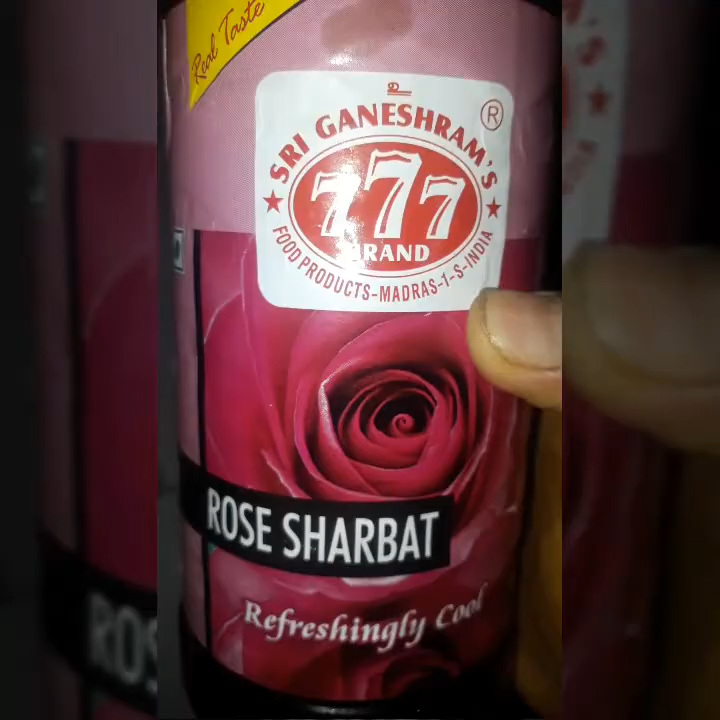 Real Taste
உ
SRI GANESHRAM'S
®
777
BRAND
FOOD PRODUCTS-MADRAS-1-S-INDIA
ROSE SHARBAT
Refreshingly Cool